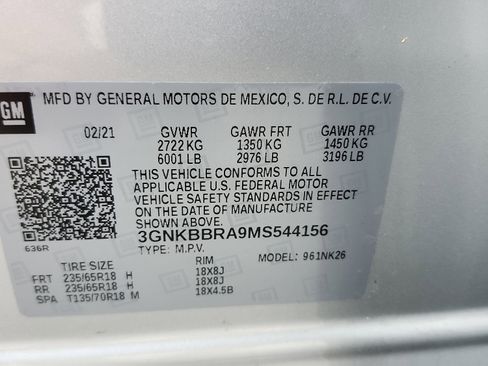 GM
MFD BY GENERAL MOTORS DE MEXICO, S. DE R.L. DE C.V.
02/21 GVWR GAWR FRT GAWR RR
2722 KG 1350 KG 1450 KG
6001 LB 2976 LB 3196 LB
THIS VEHICLE CONFORMS TO ALL
APPLICABLE U.S. FEDERAL MOTOR
VEHICLE SAFETY STANDARDS IN EFFECT
ON THE DATE OF MANUFACTURE
SHOWN ABOVE.
636R
3GNKBBRA9MS544156
TYPE: M.P.V. MODEL: 961NK26
TIRE SIZE RIM
FRT 235/65R18 H 18X8J
RR 235/65R18 H 18X8J
SPA T135/70R18 M 18X4.5B